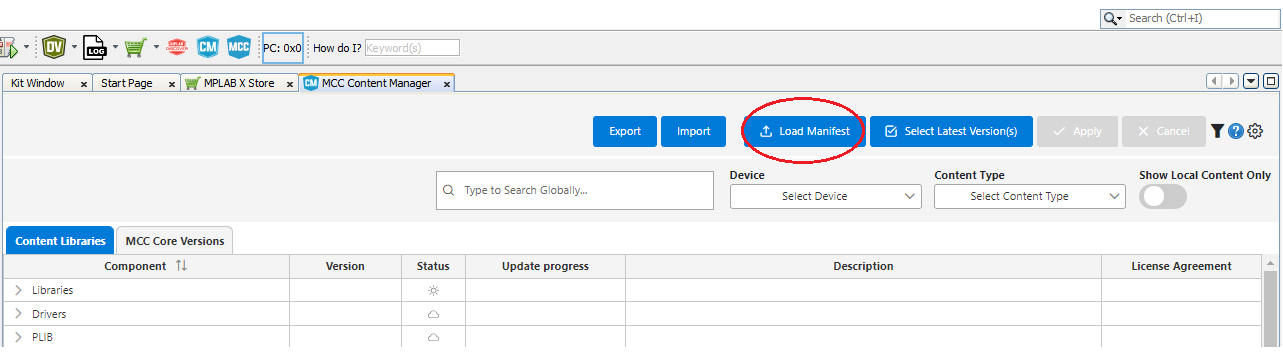 Search (Ctrl+I)
DV LOG CM MCC PC: 0x0 How do I? Keyword(s)
Kit Window x Start Page x MPLAB X Store x CM MCC Content Manager x
Export Import Load Manifest Select Latest Version(s) Apply Cancel ?
Device Content Type Show Local Content Only
Type to Search Globally... Select Device Select Content Type
Content Libraries MCC Core Versions
Component Version Status Update progress Description License Agreement
Libraries
Drivers
PLIB